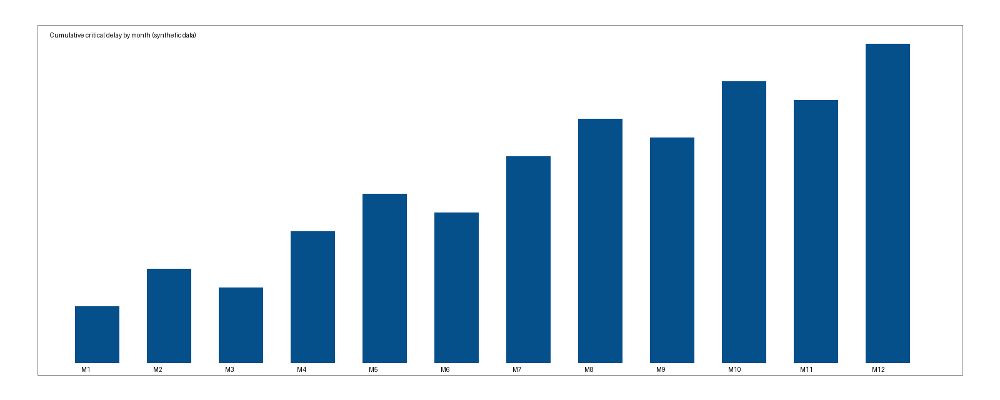 Cumulative critical delay by month (synthetic data)
M1 M2 M3 M4 M5 M6 M7 M8 M9 M10 M11 M12